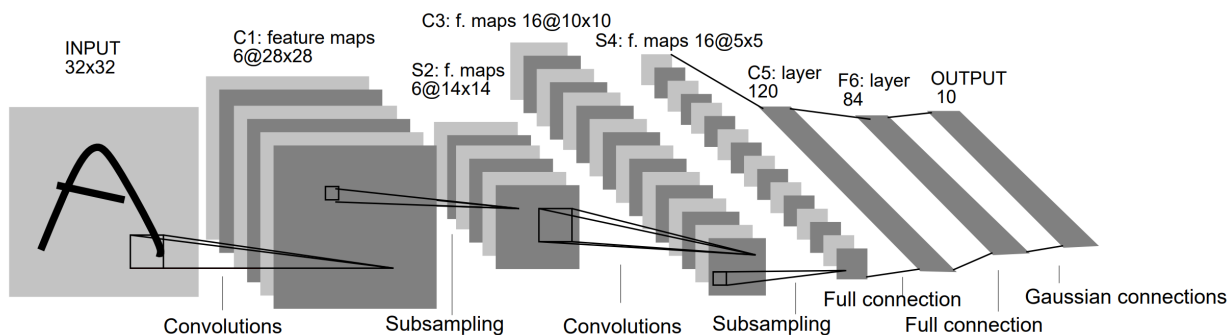 INPUT
32x32
C1: feature maps
6@28x28
S2: f. maps
6@14x14
C3: f. maps 16@10x10
S4: f. maps 16@5x5
C5: layer
120
F6: layer
84
OUTPUT
10
Convolutions
Subsampling
Convolutions
Subsampling
Full connection
Full connection
Gaussian connections